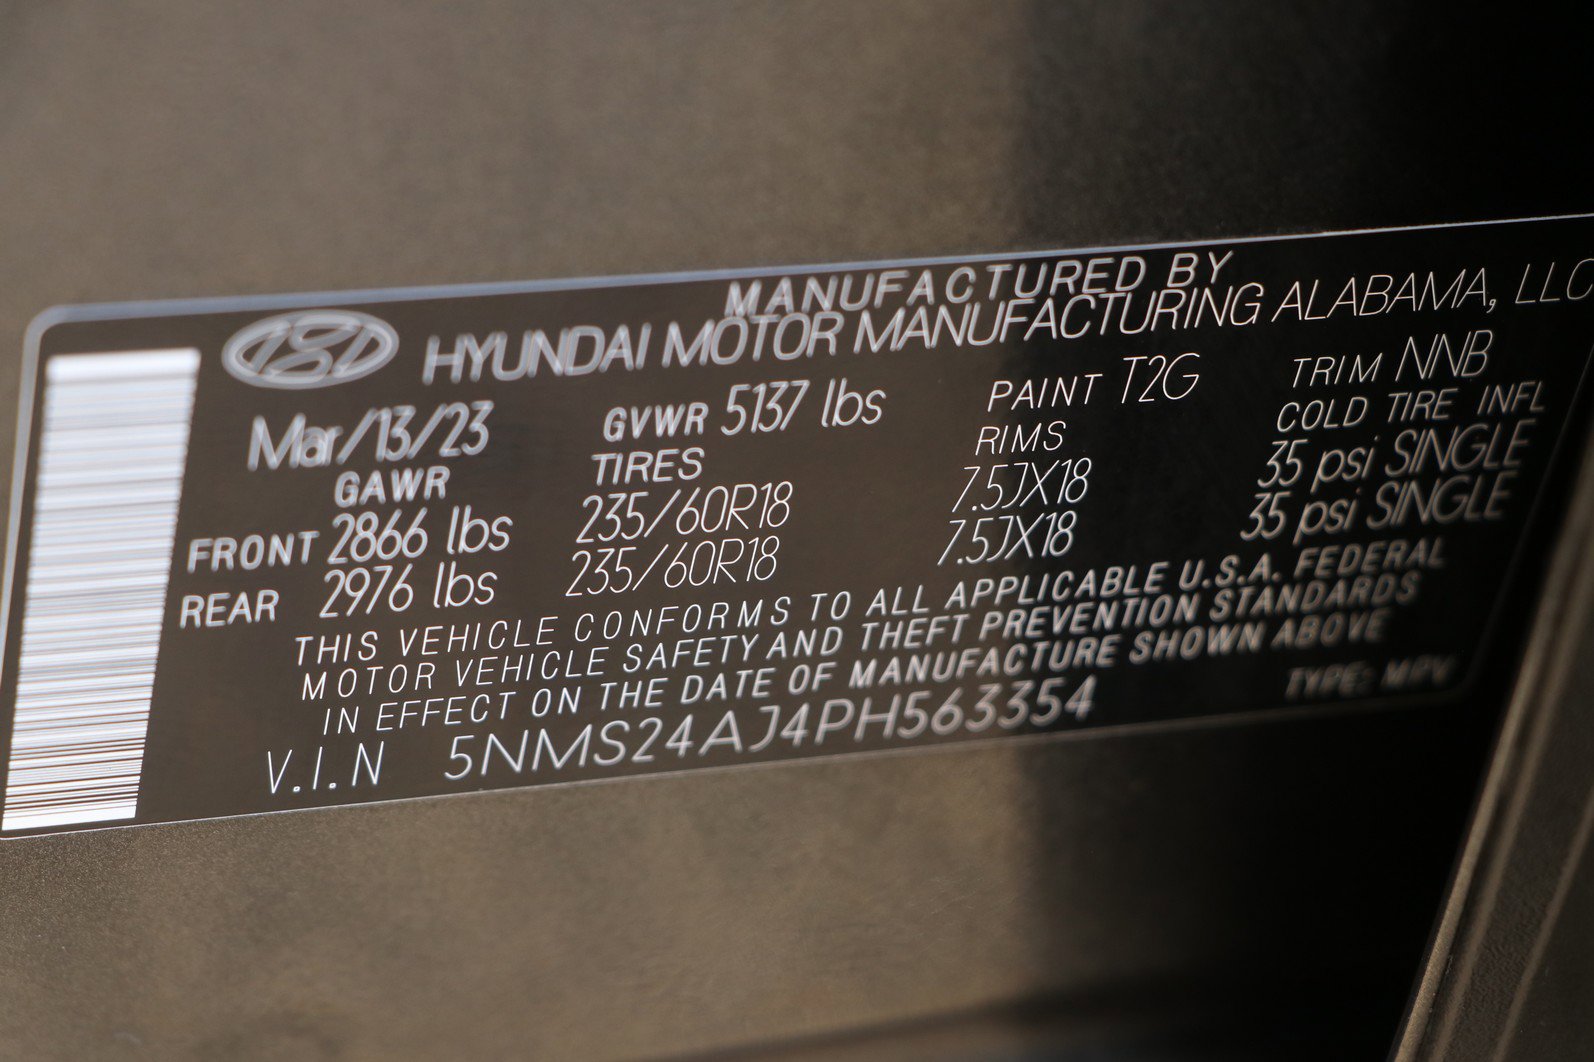 MANUFACTURED BY
HYUNDAI MOTOR MANUFACTURING ALABAMA, LLC
Mar/13/23 GVWR 5137 lbs PAINT T2G TRIM NNB
GAWR TIRES RIMS COLD TIRE INFL
FRONT 2866 lbs 235/60R18 7.5JX18 35 psi SINGLE
REAR 2976 lbs 235/60R18 7.5JX18 35 psi SINGLE
THIS VEHICLE CONFORMS TO ALL APPLICABLE U.S.A. FEDERAL
MOTOR VEHICLE SAFETY AND THEFT PREVENTION STANDARDS
IN EFFECT ON THE DATE OF MANUFACTURE SHOWN ABOVE
V.I.N 5NMS24AJ4PH563354
TYPE: MPV